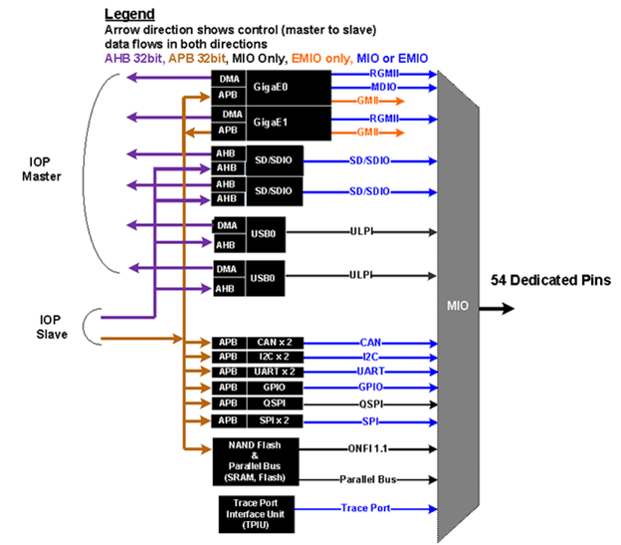 Legend
Arrow direction shows control (master to slave)
data flows in both directions
AHB 32bit, APB 32bit, MIO Only, EMIO only, MIO or EMIO
IOP
Master
DMA
APB
GigaE0
RGMII
MDIO
GMII
DMA
APB
GigaE1
RGMII
GMII
AHB
AHB
SD/SDIO
SD/SDIO
AHB
AHB
SD/SDIO
SD/SDIO
DMA
AHB
USB0
ULPI
DMA
AHB
USB0
ULPI
IOP
Slave
APB CAN x 2 CAN
APB I2C x 2 I2C
APB UART x 2 UART
APB GPIO GPIO
APB QSPI QSPI
APB SPI x 2 SPI
NAND Flash
&
Parallel Bus
(SRAM, Flash)
ONFI 1.1
Parallel Bus
Trace Port
Interface Unit
(TPIU)
Trace Port
MIO
54 Dedicated Pins